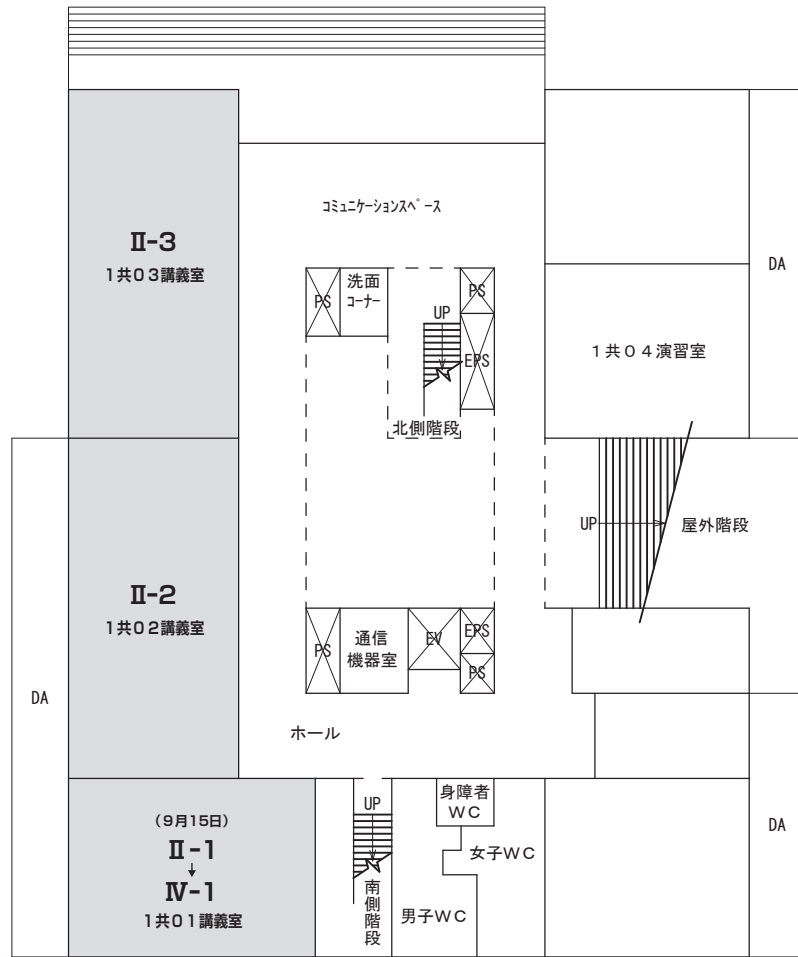 コミュニケーションスペース
Ⅱ-3
1共03講義室
PS
洗面
コーナー
PS
UP
EPS
DA
1共04演習室
北側階段
UP
屋外階段
Ⅱ-2
1共02講義室
PS
通信
機器室
EV
EPS
PS
DA
ホール
(9月15日)
Ⅱ-1
↓
Ⅳ-1
1共01講義室
UP
南側階段
身障者
WC
女子WC
男子WC
DA